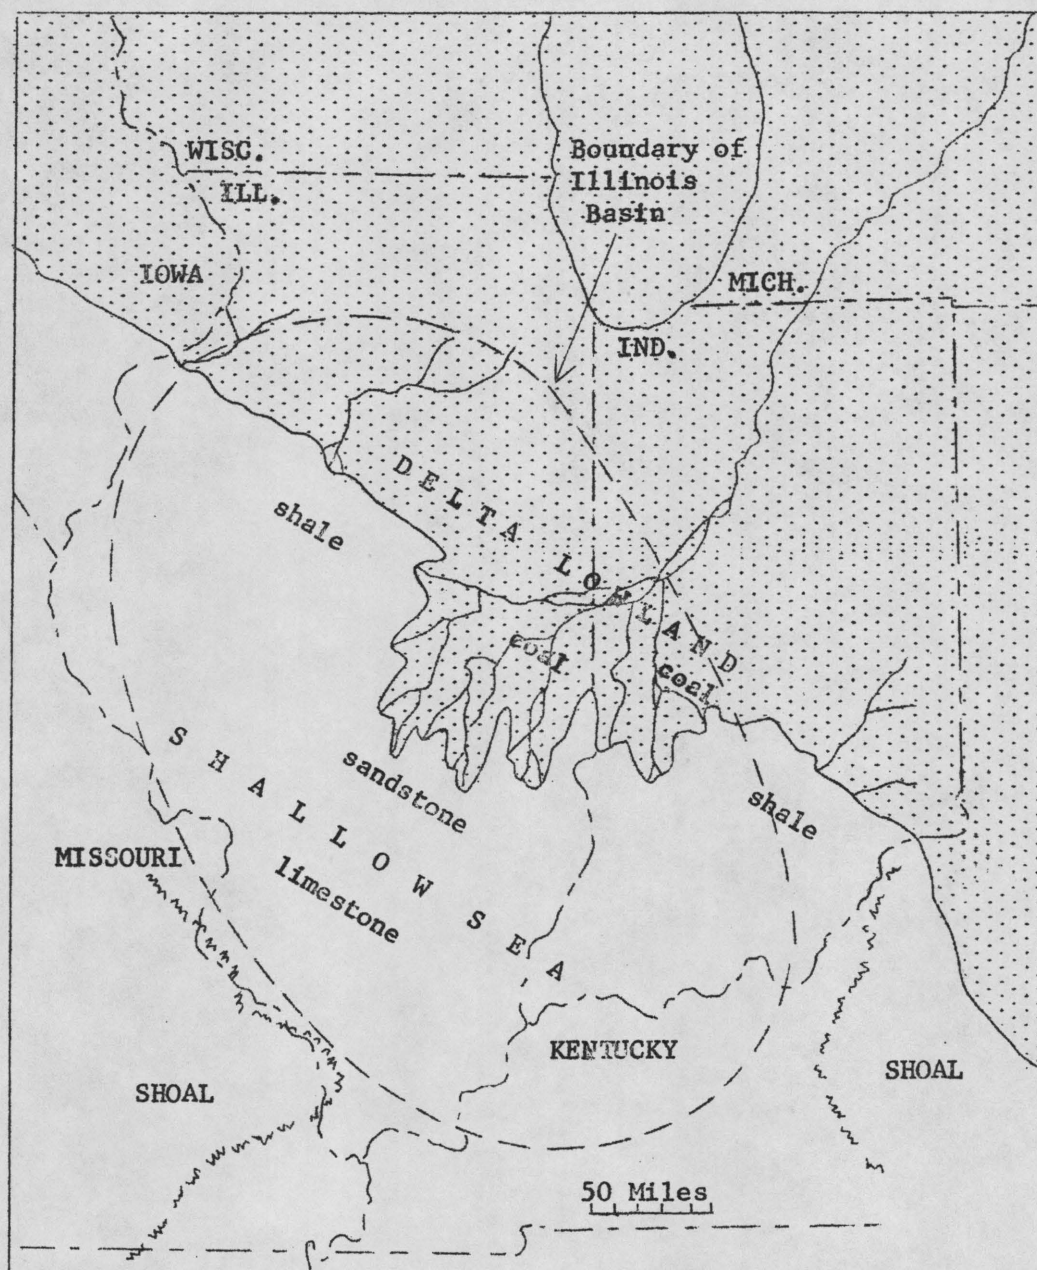 WISC.
ILL.
Boundary of
Illinois
Basin
IOWA
MICH.
IND.
DELTA LOWLAND
shale
coal
coal
SHALLOW SEA
sandstone
shale
MISSOURI
limestone
KENTUCKY
SHOAL
SHOAL
50 Miles